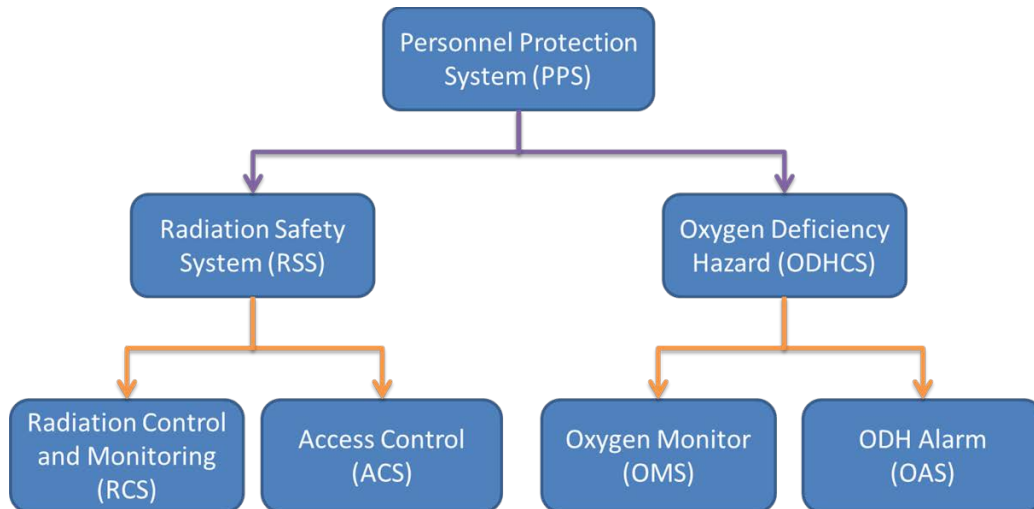 Personnel Protection
System (PPS)
Radiation Safety
System (RSS)
Oxygen Deficiency
Hazard (ODHCS)
Radiation Control
and Monitoring
(RCS)
Access Control
(ACS)
Oxygen Monitor
(OMS)
ODH Alarm
(OAS)